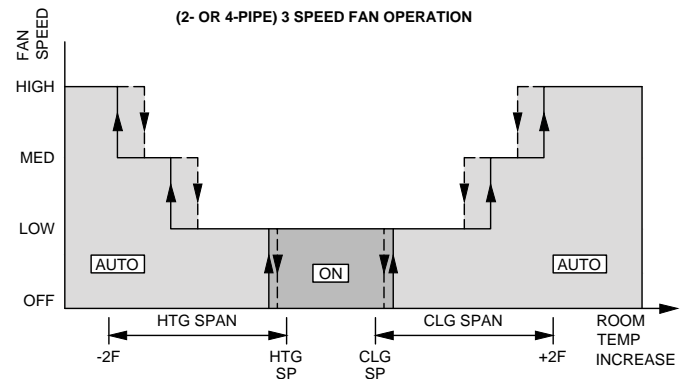 (2- OR 4-PIPE) 3 SPEED FAN OPERATION
FAN
SPEED
HIGH
MED
LOW
OFF
AUTO
ON
AUTO
HTG SPAN
CLG SPAN
-2F
HTG
SP
CLG
SP
+2F
ROOM
TEMP
INCREASE